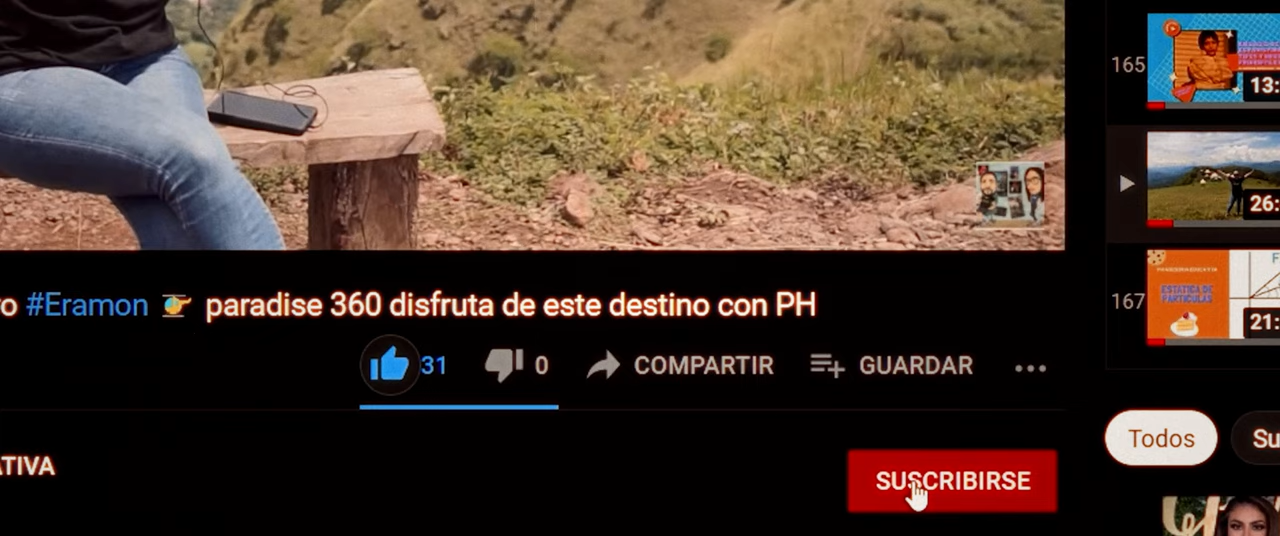 165
13:
26:
ESTATICA DE
PARTICULAS
167
21:
ro #Eramon paradise 360 disfruta de este destino con PH
31
0
COMPARTIR
GUARDAR
ATIVA
SUSCRIBIRSE
Todos
Su